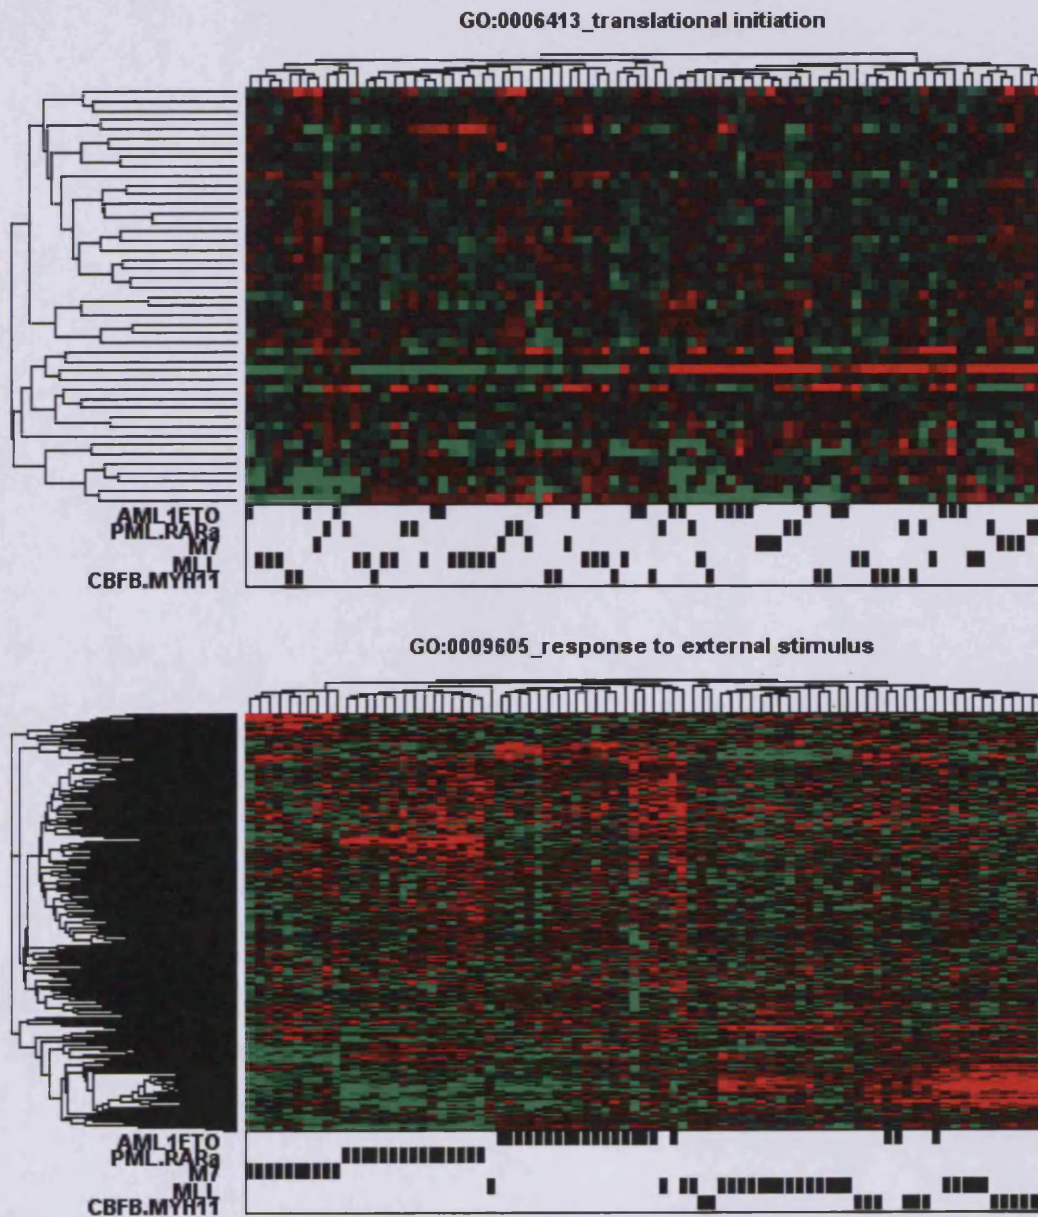 GO:0006413_translational initiation
AML1ETO
PML.RARa
M7
MLL
CBFB.MYH11
GO:0009605_response to external stimulus
AML1ETO
PML.RARa
M7
MLL
CBFB.MYH11